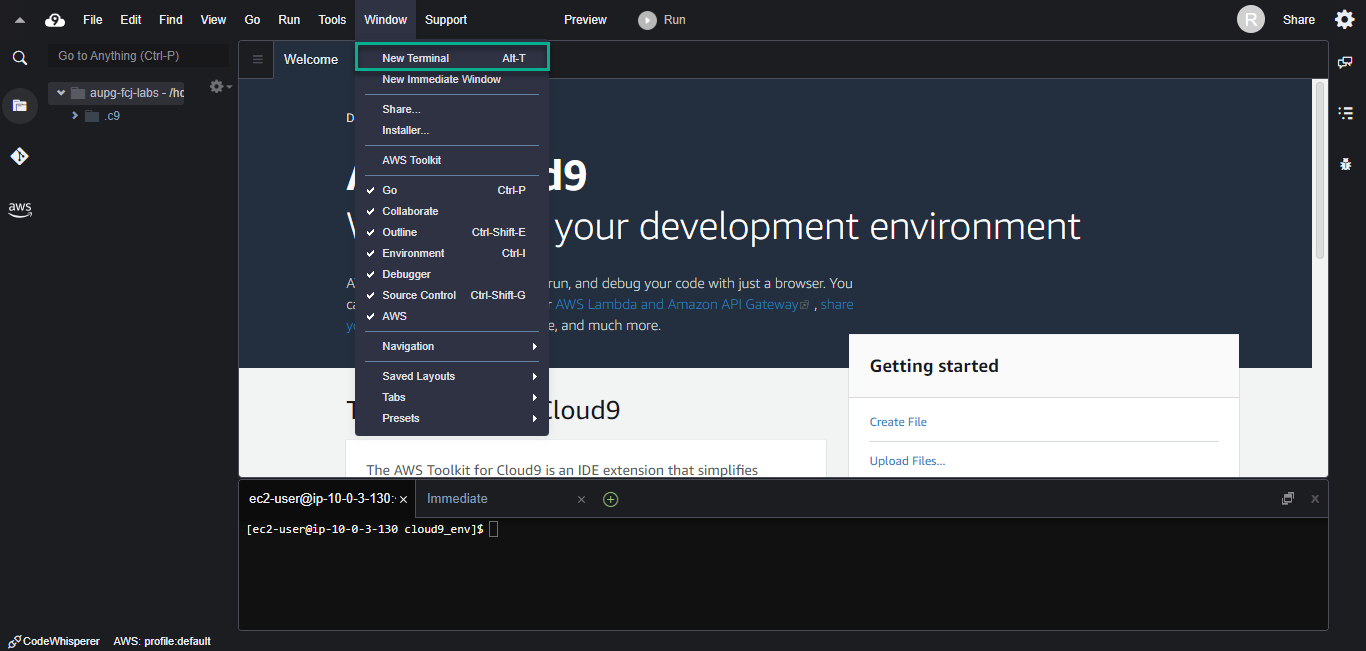 File Edit Find View Go Run Tools Window Support Preview Run R Share
Go to Anything (Ctrl-P)
aupg-fcj-labs - /ho
.c9
aws
Welcome
New Terminal Alt-T
New Immediate Window
Share...
Installer...
AWS Toolkit
Go Ctrl-P
Collaborate
Outline Ctrl-Shift-E
Environment Ctrl-I
Debugger
Source Control Ctrl-Shift-G
AWS
Navigation
Saved Layouts
Tabs
Presets
D
d9
your development environment
run, and debug your code with just a browser. You
ca r AWS Lambda and Amazon API Gateway , share
yo e, and much more.
Getting started
Create File
Upload Files...
T Cloud9
The AWS Toolkit for Cloud9 is an IDE extension that simplifies
ec2-user@ip-10-0-3-130: Immediate
[ec2-user@ip-10-0-3-130 cloud9_env]$
CodeWhisperer AWS: profile:default